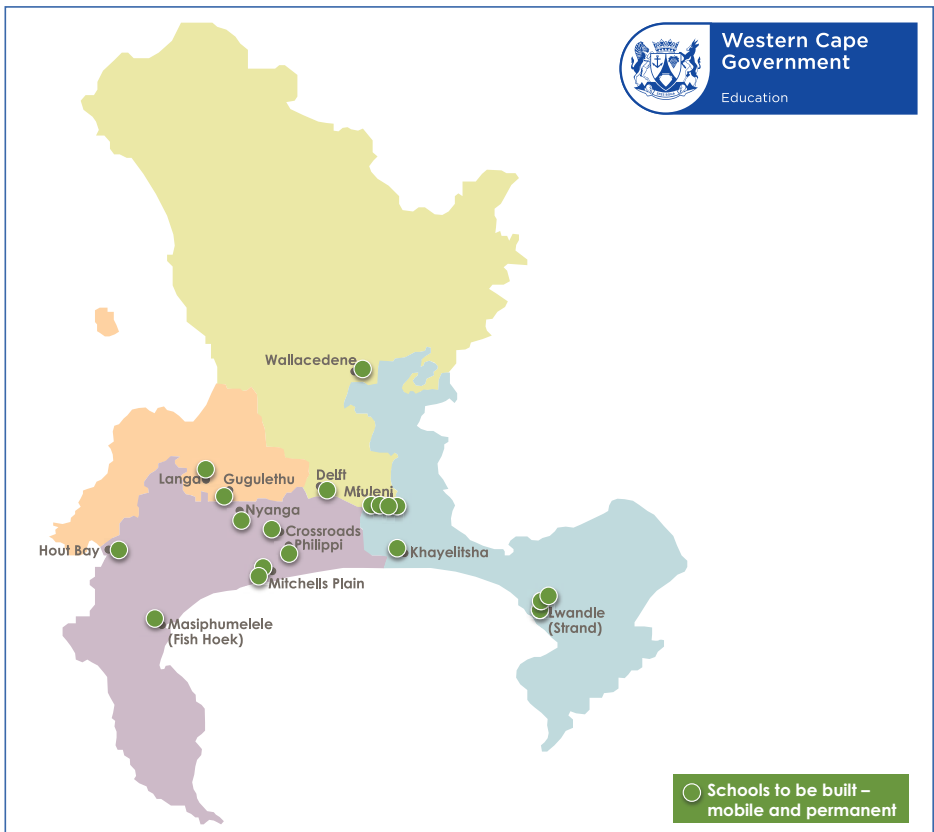 Western Cape
Government
Education
Wallacedene
Langa
Gugulethu
Delft
Mfuleni
Nyanga
Crossroads
Philippi
Hout Bay
Khayelitsha
Mitchells Plain
Masiphumelele
(Fish Hoek)
Lwandle
(Strand)
Schools to be built –
mobile and permanent